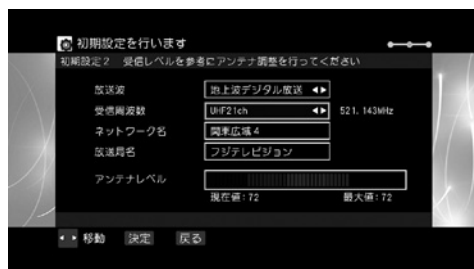 初期設定を行います
初期設定2 受信レベルを参考にアンテナ調整を行ってください
放送波 地上波デジタル放送
受信周波数 UHF21ch 521.143MHz
ネットワーク名 関東広域4
放送局名 フジテレビジョン
アンテナレベル
現在値:72 最大値:72
移動 決定 戻る